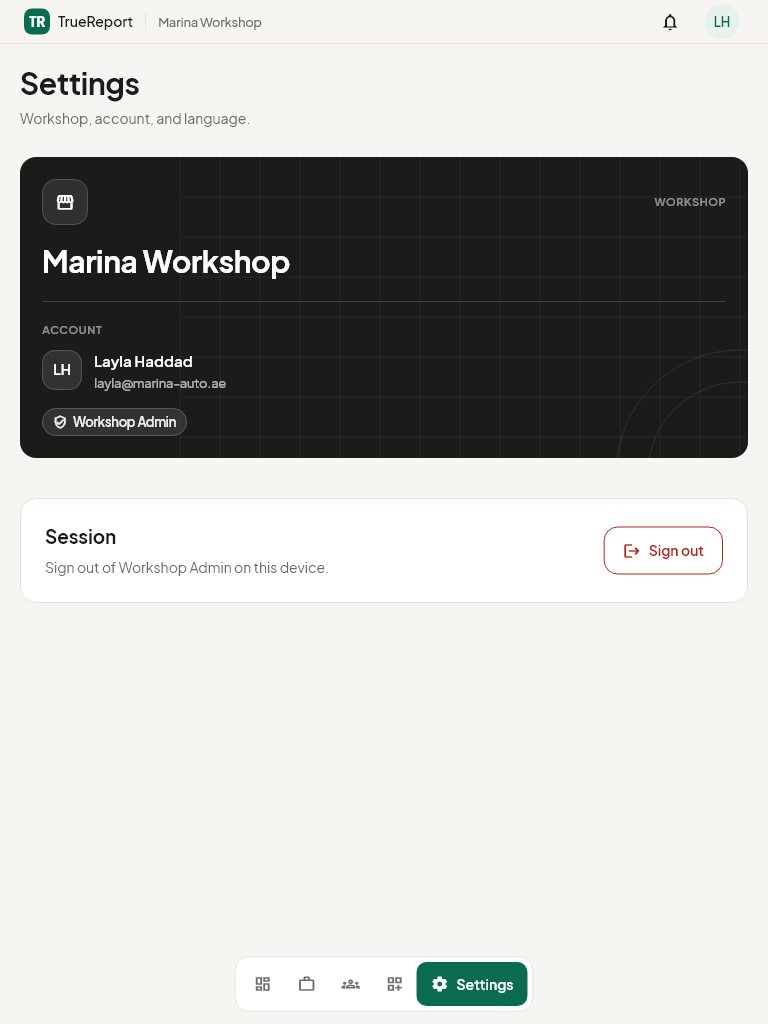 TR TrueReport Marina Workshop LH
Settings
Workshop, account, and language.
WORKSHOP
Marina Workshop
ACCOUNT
LH
Layla Haddad
layla@marina-auto.ae
Workshop Admin
Session
Sign out of Workshop Admin on this device.
Sign out
Settings